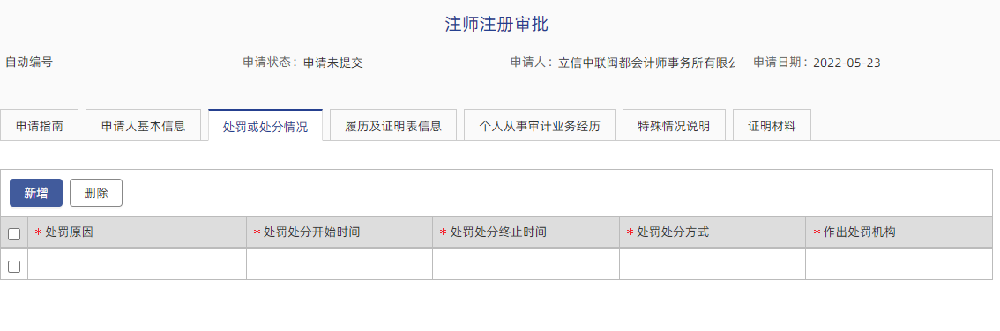 注师注册审批
自动编号 申请状态：申请未提交 申请人：立信中联闽都会计师事务所有限 申请日期：2022-05-23
申请指南 申请人基本信息 处罚或处分情况 履历及证明表信息 个人从事审计业务经历 特殊情况说明 证明材料
新增 删除
*处罚原因 *处罚处分开始时间 *处罚处分终止时间 *处罚处分方式 *作出处罚机构